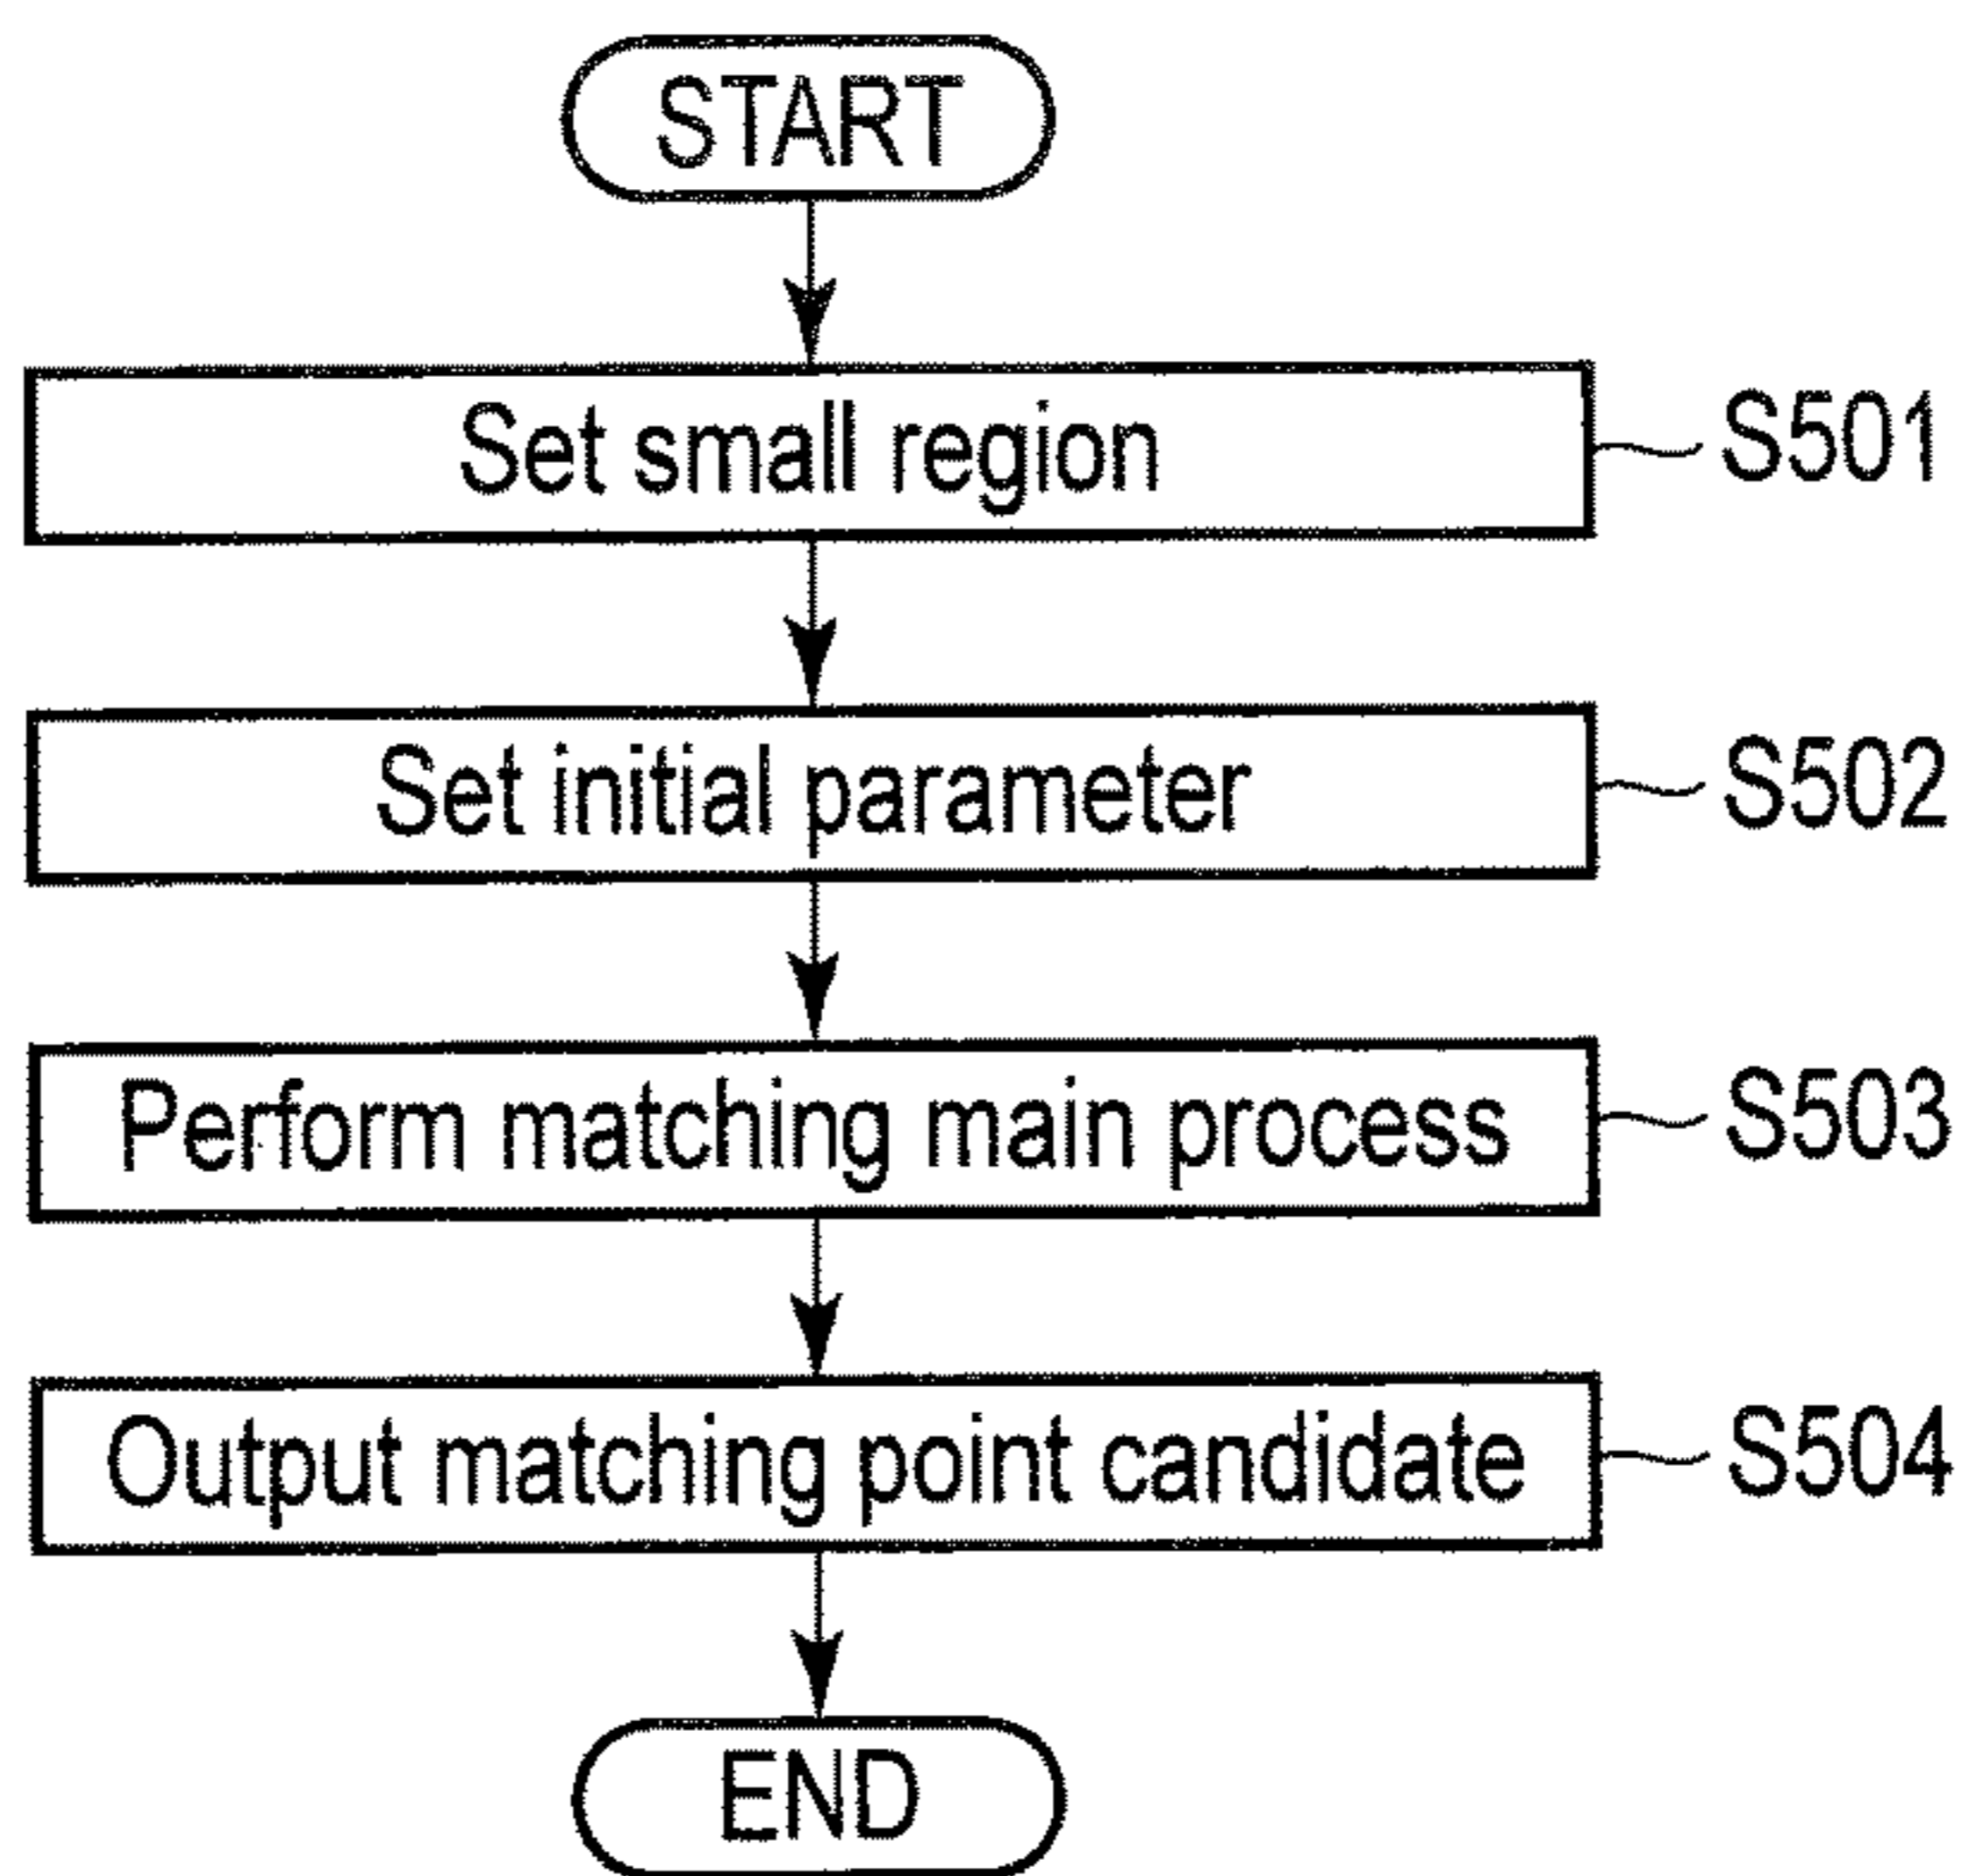 START
Set small region
S501
Set initial parameter
S502
Perform matching main process
S503
Output matching point candidate
S504
END